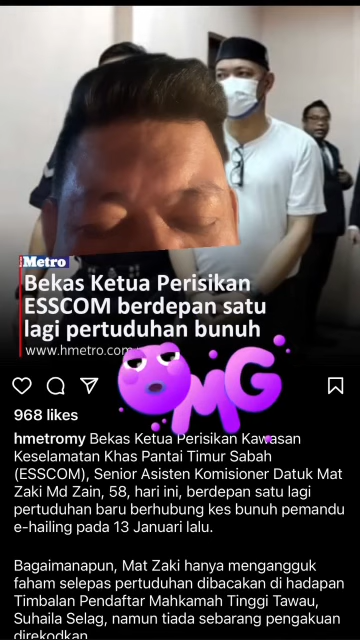 Metro
Bekas Ketua Perisikan
ESSCOM berdepan satu
lagi pertuduhan bunuh
www.hmetro.com
OMG
968 likes
hmetromy Bekas Ketua Perisikan Kawasan
Keselamatan Khas Pantai Timur Sabah
(ESSCOM), Senior Asisten Komisioner Datuk Mat
Zaki Md Zain, 58, hari ini, berdepan satu lagi
pertuduhan baru berhubung kes bunuh pemandu
e-hailing pada 13 Januari lalu.
Bagaimanapun, Mat Zaki hanya mengangguk
faham selepas pertuduhan dibacakan di hadapan
Timbalan Pendaftar Mahkamah Tinggi Tawau,
Suhaila Selag, namun tiada sebarang pengakuan
direkodkan